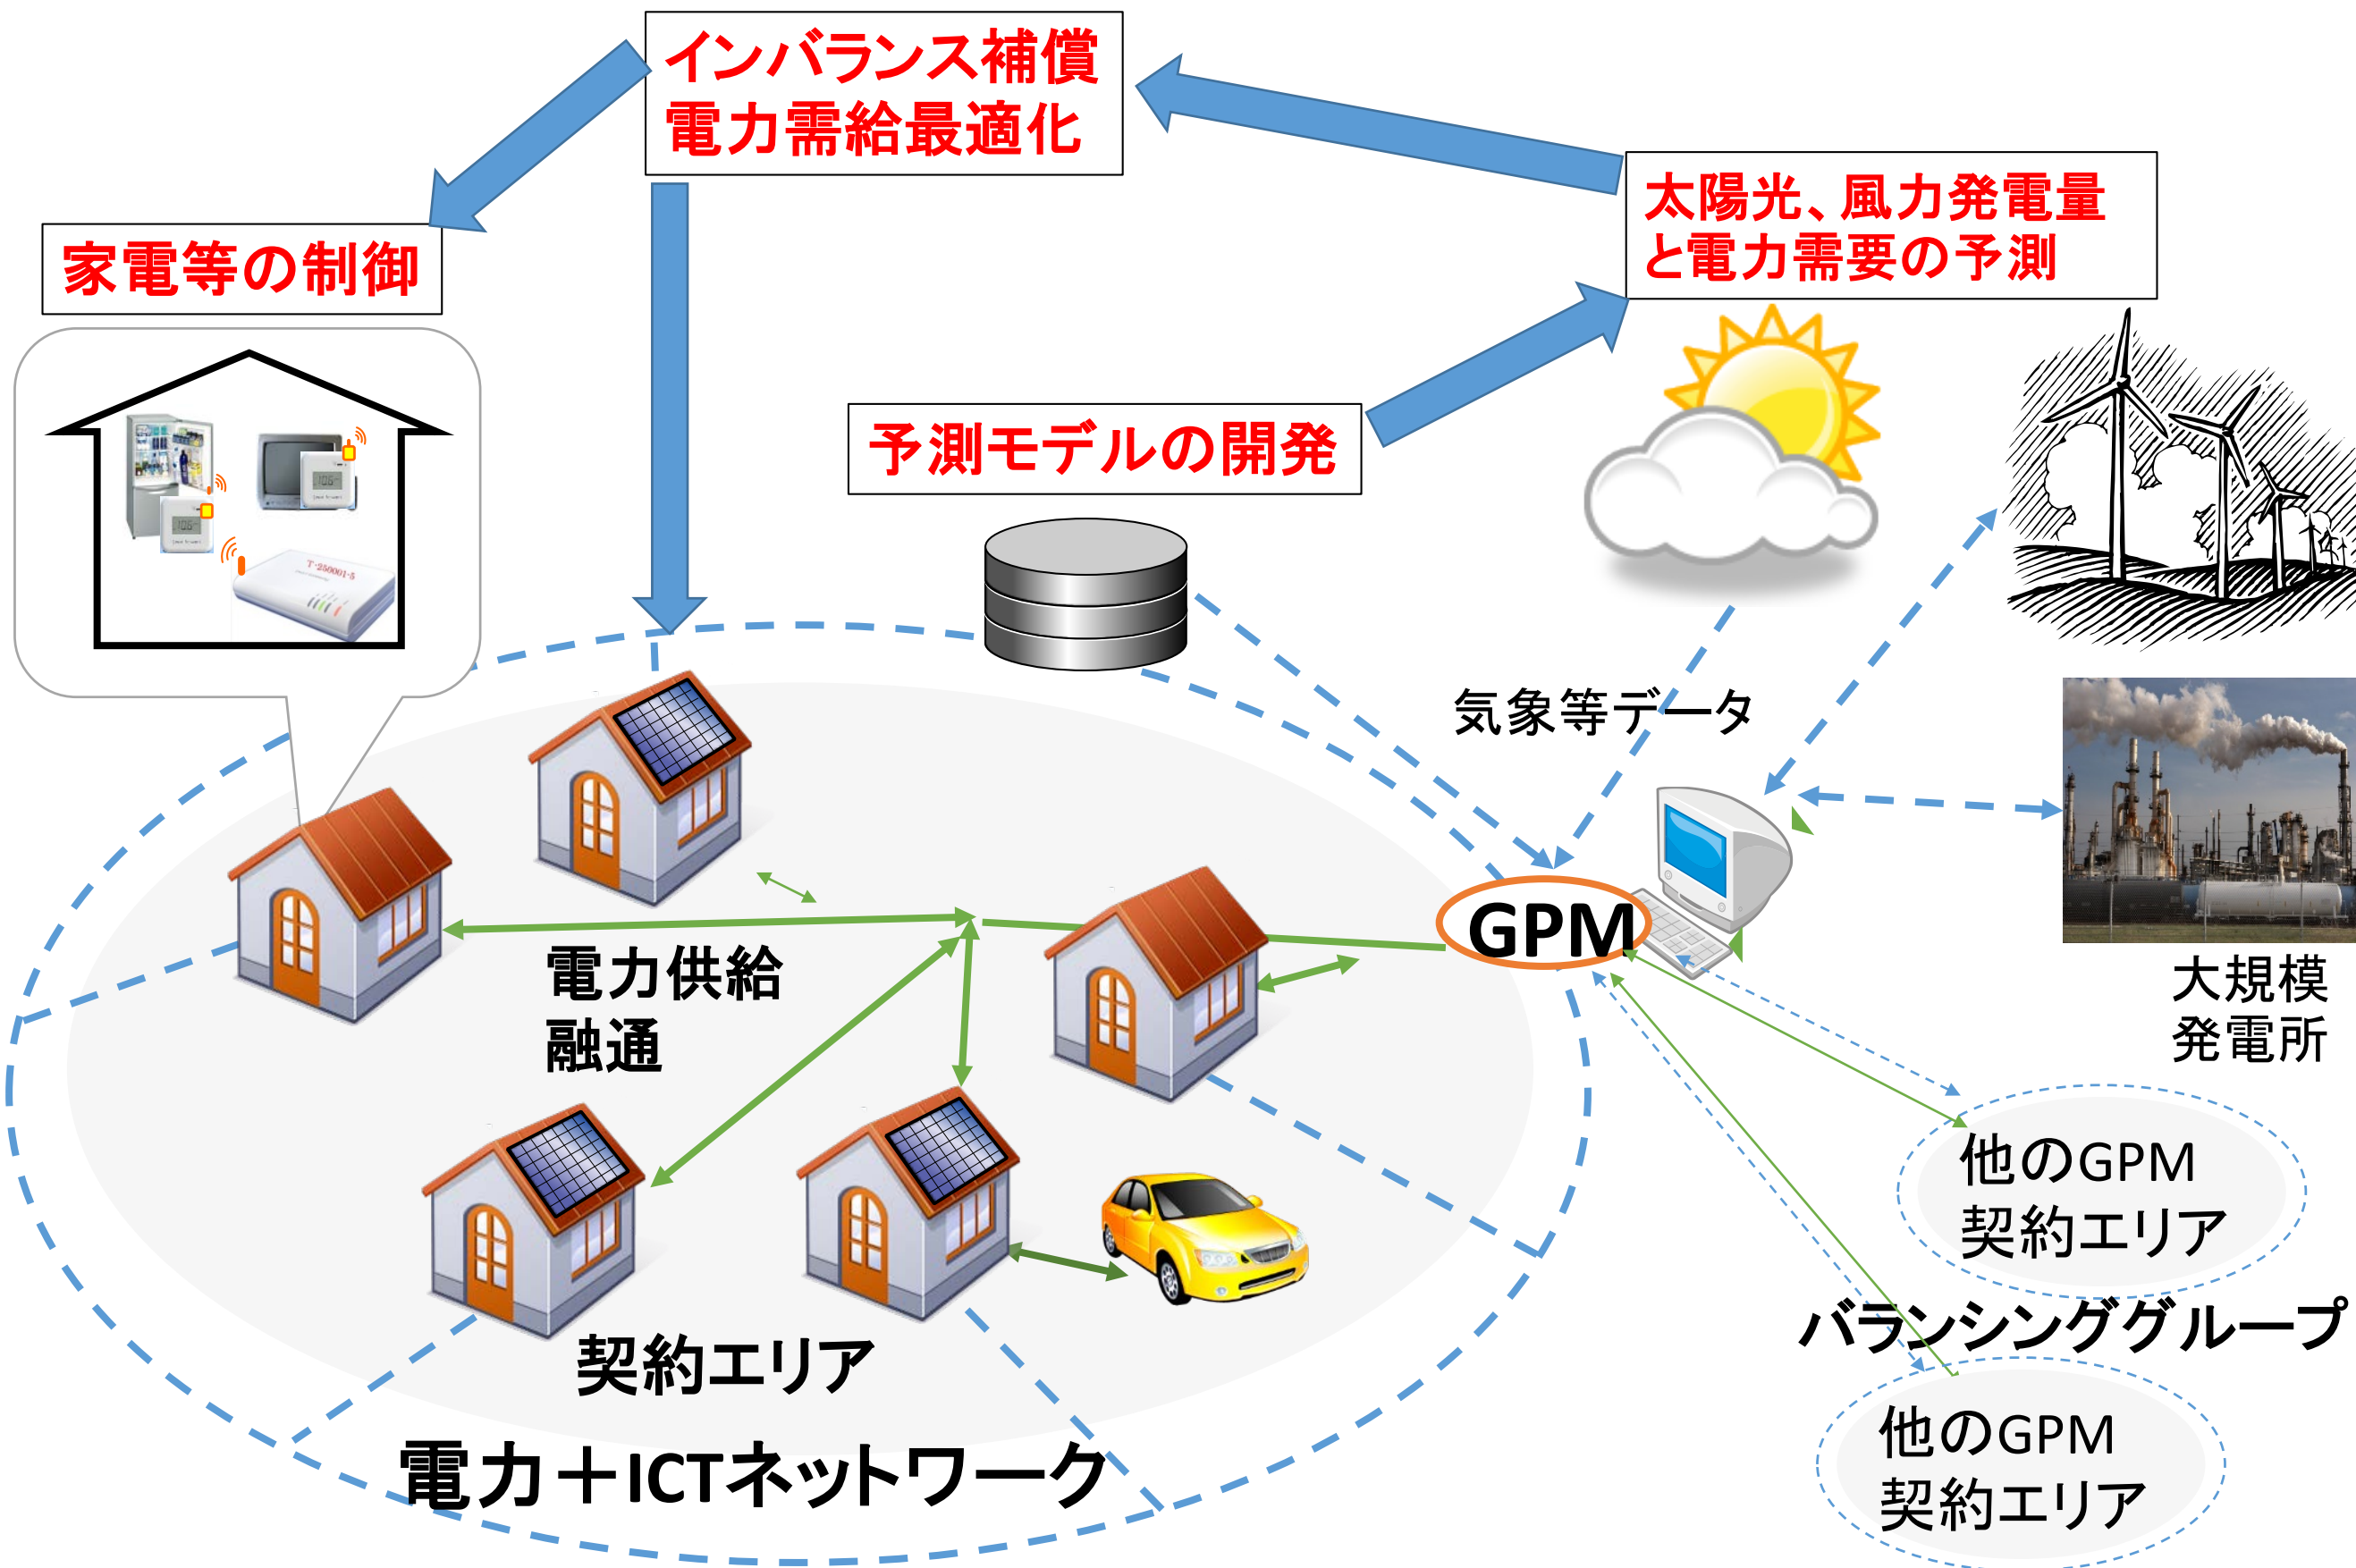 インバランス補償
電力需給最適化
太陽光、風力発電量
と電力需要の予測
家電等の制御
予測モデルの開発
T-250001-5
気象等データ
GPM
電力供給
融通
大規模
発電所
他のGPM
契約エリア
バランシンググループ
契約エリア
他のGPM
契約エリア
電力＋ICTネットワーク